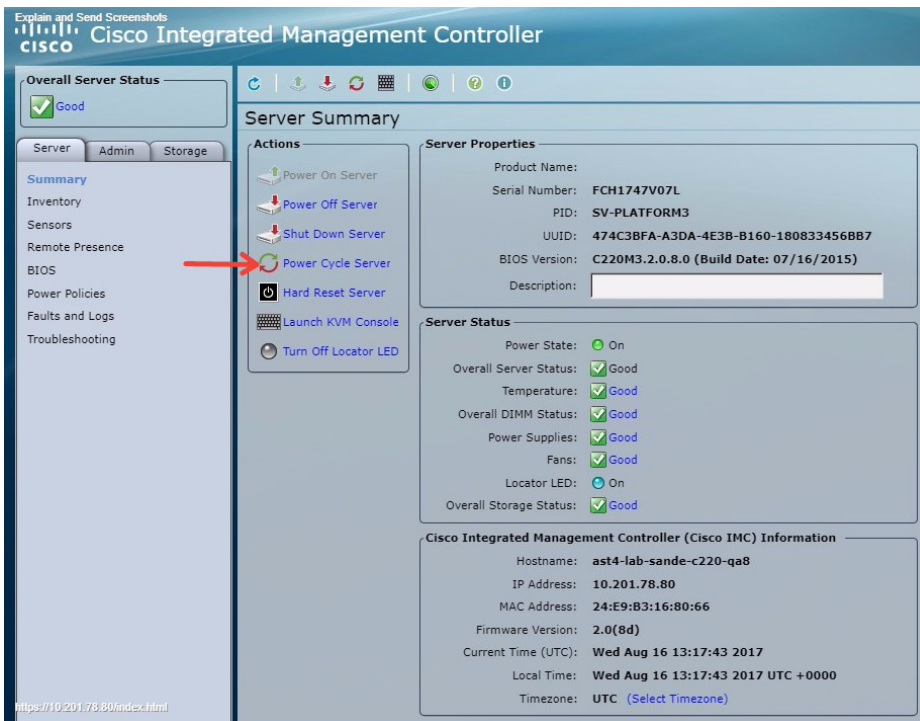 Explain and Send Screenshots
CISCO Cisco Integrated Management Controller
Overall Server Status
Good
Server Admin Storage
Summary
Inventory
Sensors
Remote Presence
BIOS
Power Policies
Faults and Logs
Troubleshooting
Server Summary
Actions
Power On Server
Power Off Server
Shut Down Server
Power Cycle Server
Hard Reset Server
Launch KVM Console
Turn Off Locator LED
Server Properties
Product Name:
Serial Number: FCH1747V07L
PID: SV-PLATFORM3
UUID: 474C3BFA-A3DA-4E3B-B160-180833456BB7
BIOS Version: C220M3.2.0.8.0 (Build Date: 07/16/2015)
Description:
Server Status
Power State: On
Overall Server Status: Good
Temperature: Good
Overall DIMM Status: Good
Power Supplies: Good
Fans: Good
Locator LED: On
Overall Storage Status: Good
Cisco Integrated Management Controller (Cisco IMC) Information
Hostname: ast4-lab-sande-c220-qa8
IP Address: 10.201.78.80
MAC Address: 24:E9:B3:16:80:66
Firmware Version: 2.0(8d)
Current Time (UTC): Wed Aug 16 13:17:43 2017
Local Time: Wed Aug 16 13:17:43 2017 UTC +0000
Timezone: UTC (Select Timezone)
https://10.201.78.80/index.html